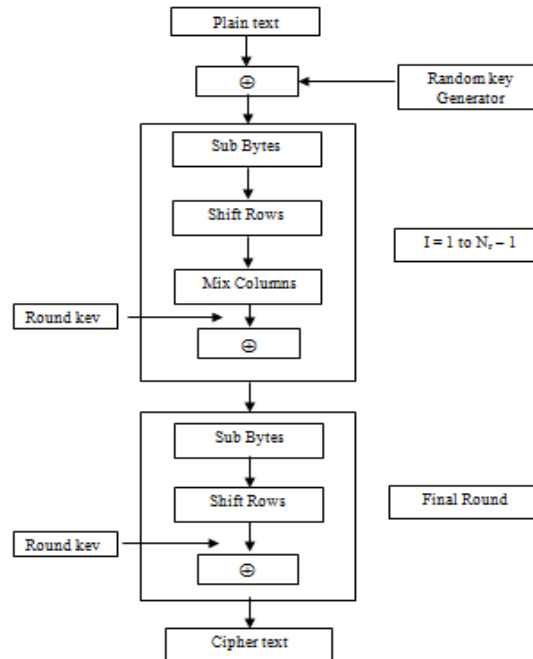 Plain text
⊕
Random key
Generator
Sub Bytes
Shift Rows
I = 1 to Nᵣ – 1
Mix Columns
Round kev
⊕
Sub Bytes
Shift Rows
Final Round
Round kev
⊕
Cipher text